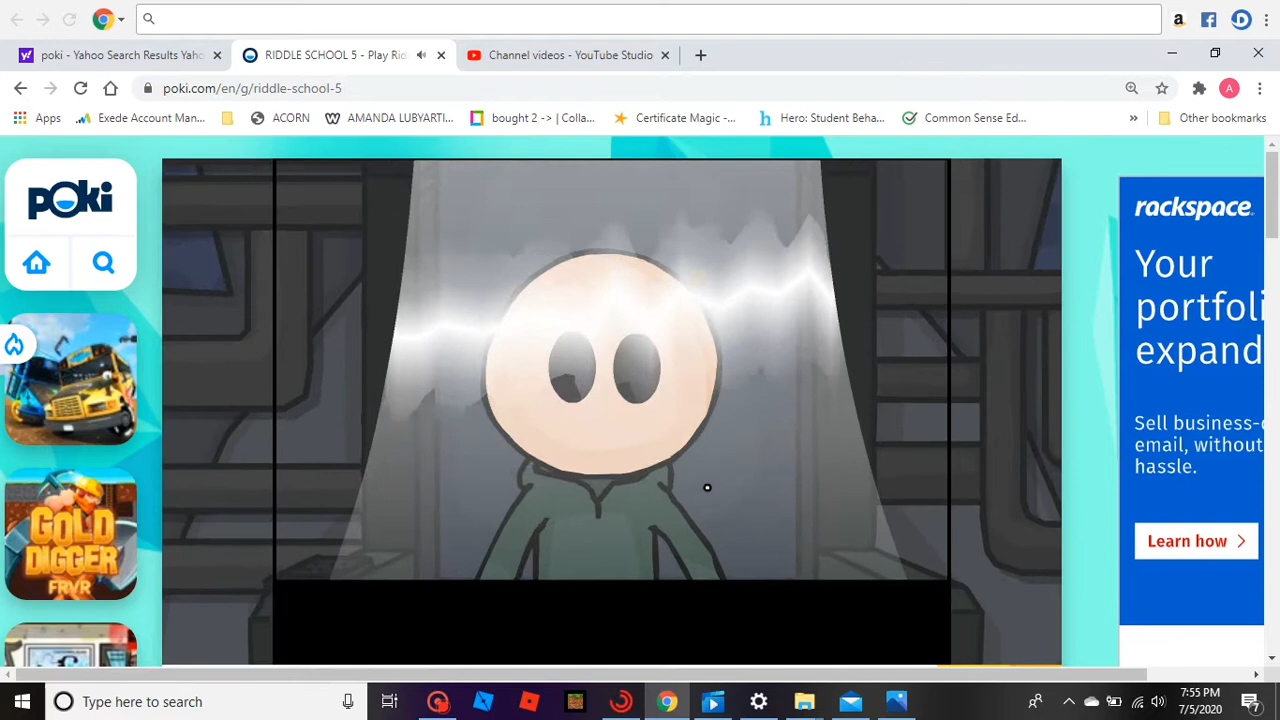 poki - Yahoo Search Results Yaho
RIDDLE SCHOOL 5 - Play Rid
Channel videos - YouTube Studio
poki.com/en/g/riddle-school-5
A
Apps
Exede Account Man...
ACORN
AMANDA LUBYARTI...
bought 2 -> | Colla...
Certificate Magic -...
Hero: Student Beha...
Common Sense Ed...
Other bookmarks
poki
rackspace
Your
portfoli
expand
Sell business-c
email, without
hassle.
Learn how
GOLD
DIGGER
FRVR
Type here to search
7:55 PM
7/5/2020
7